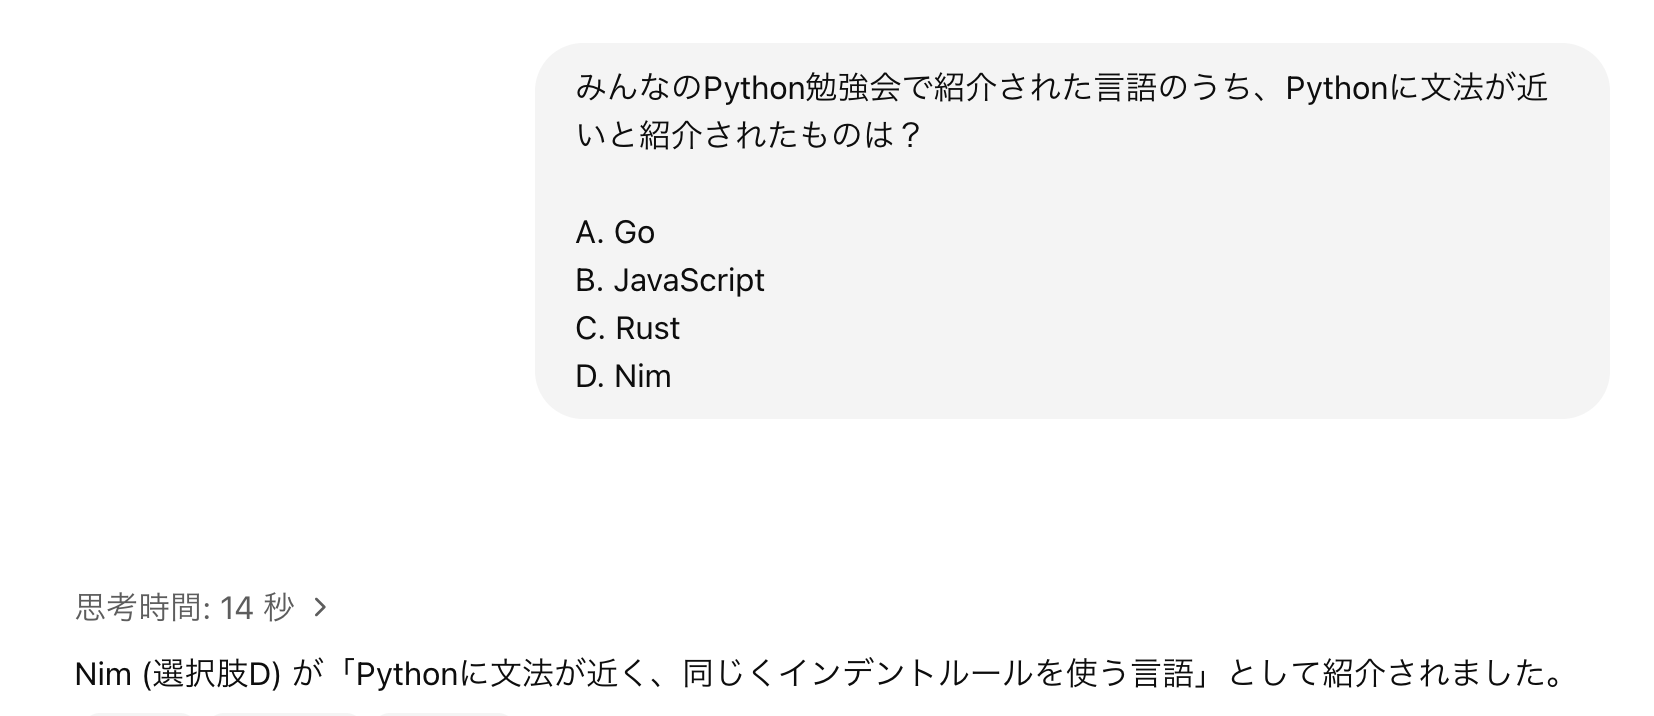 みんなのPython勉強会で紹介された言語のうち、Pythonに文法が近
いと紹介されたものは？
A. Go
B. JavaScript
C. Rust
D. Nim
思考時間: 14 秒
Nim (選択肢D) が「Pythonに文法が近く、同じくインデントルールを使う言語」として紹介されました。